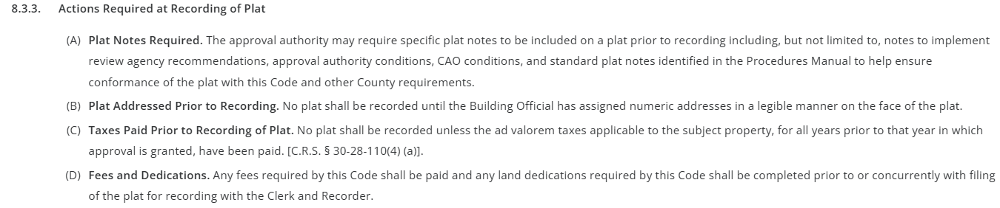 8.3.3. Actions Required at Recording of Plat
(A) Plat Notes Required. The approval authority may require specific plat notes to be included on a plat prior to recording including, but not limited to, notes to implement
review agency recommendations, approval authority conditions, CAO conditions, and standard plat notes identified in the Procedures Manual to help ensure
conformance of the plat with this Code and other County requirements.
(B) Plat Addressed Prior to Recording. No plat shall be recorded until the Building Official has assigned numeric addresses in a legible manner on the face of the plat.
(C) Taxes Paid Prior to Recording of Plat. No plat shall be recorded unless the ad valorem taxes applicable to the subject property, for all years prior to that year in which
approval is granted, have been paid. [C.R.S. § 30-28-110(4) (a)].
(D) Fees and Dedications. Any fees required by this Code shall be paid and any land dedications required by this Code shall be completed prior to or concurrently with filing
of the plat for recording with the Clerk and Recorder.